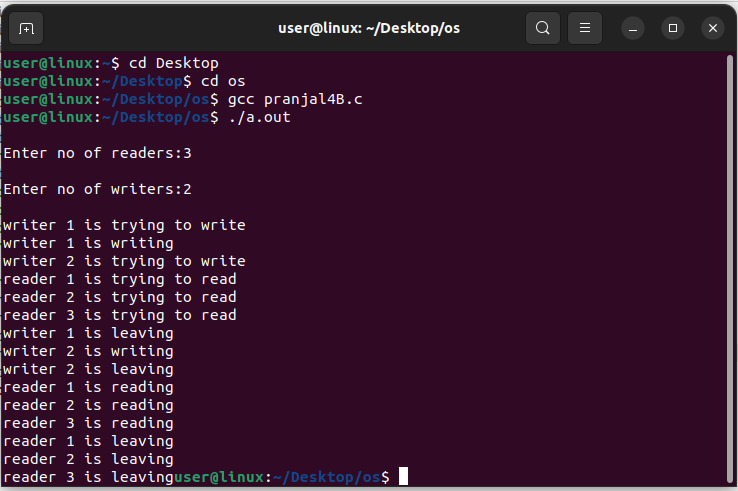 user@linux: ~/Desktop/os
user@linux:~$ cd Desktop
user@linux:~/Desktop$ cd os
user@linux:~/Desktop/os$ gcc pranjal4B.c
user@linux:~/Desktop/os$ ./a.out
Enter no of readers:3
Enter no of writers:2
writer 1 is trying to write
writer 1 is writing
writer 2 is trying to write
reader 1 is trying to read
reader 2 is trying to read
reader 3 is trying to read
writer 1 is leaving
writer 2 is writing
writer 2 is leaving
reader 1 is reading
reader 2 is reading
reader 3 is reading
reader 1 is leaving
reader 2 is leaving
reader 3 is leavinguser@linux:~/Desktop/os$